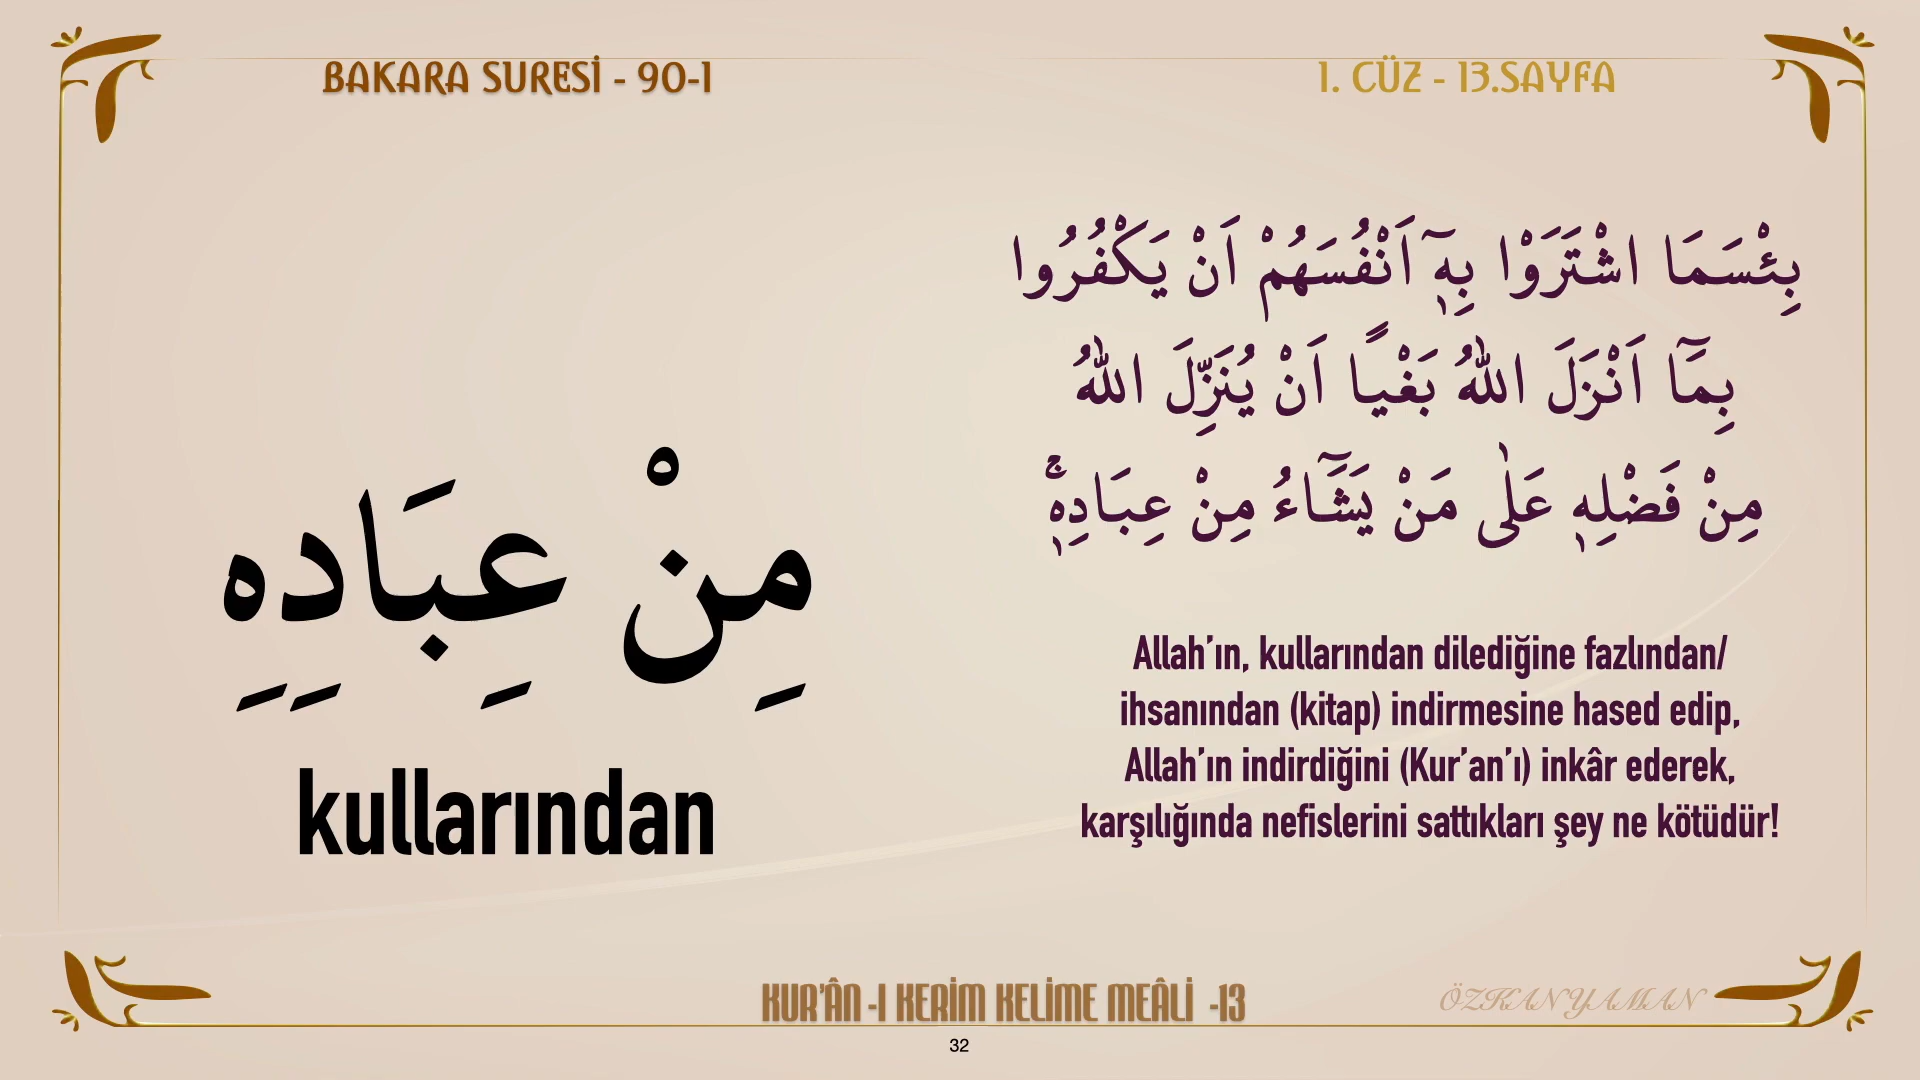 BAKARA SURESİ - 90-1
1. CÜZ - 13.SAYFA
بِئْسَمَا اشْتَرَوْا بِه۪ٓ اَنْفُسَهُمْ اَنْ يَكْفُرُوا
بِمَٓا اَنْزَلَ اللّٰهُ بَغْيًا اَنْ يُنَزِّلَ اللّٰهُ
مِنْ فَضْلِه۪ عَلٰى مَنْ يَشَٓاءُ مِنْ عِبَادِه۪ۚ
مِنْ عِبَادِهِ
kullarından
Allah’ın, kullarından dilediğine fazlından/
ihsanından (kitap) indirmesine hased edip,
Allah’ın indirdiğini (Kur’an’ı) inkâr ederek,
karşılığında nefislerini sattıkları şey ne kötüdür!
KUR’ÂN -I KERİM KELİME MEÂLİ -13
ÖZKAN YAMAN
32